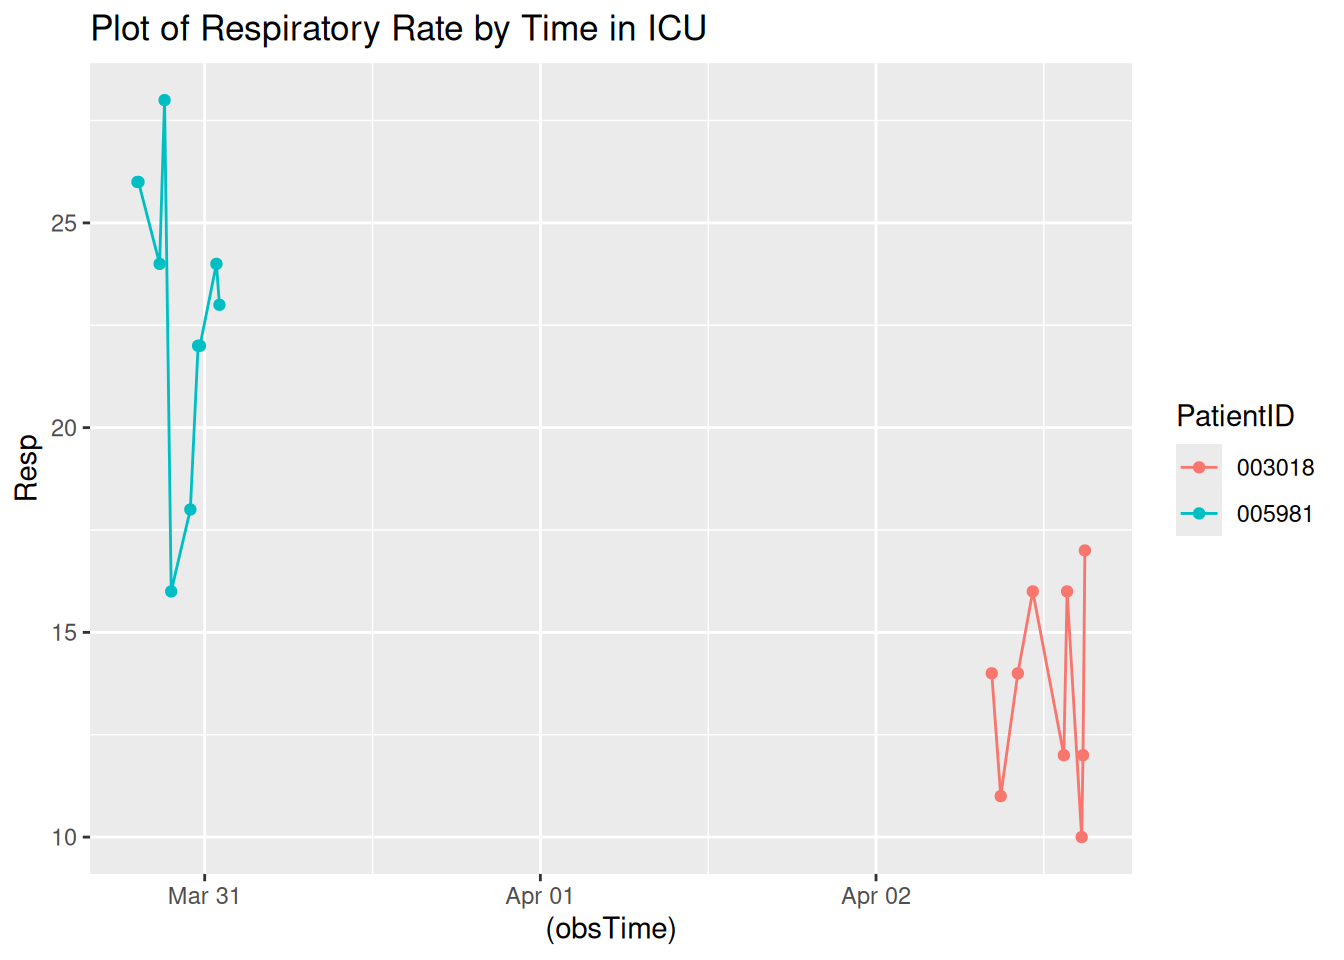 Plot of Respiratory Rate by Time in ICU
25
20
15
10
Resp
Mar 31
Apr 01
Apr 02
(obsTime)
PatientID
003018
005981